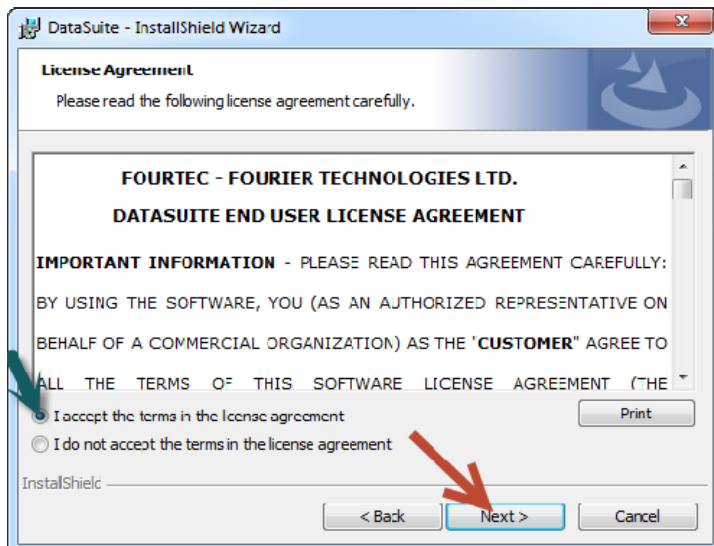 DataSuite - InstallShield Wizard
License Agreement
Please read the following license agreement carefully.
FOURTEC - FOURIER TECHNOLOGIES LTD.
DATASUITE END USER LICENSE AGREEMENT
IMPORTANT INFORMATION - PLEASE READ THIS AGREEMENT CAREFULLY:
BY USING THE SOFTWARE, YOU (AS AN AUTHORIZED REPRESENTATIVE ON
BEHALF OF A COMMERCIAL ORGANIZATION) AS THE "CUSTOMER" AGREE TO
ALL THE TERMS OF THIS SOFTWARE LICENSE AGREEMENT (THE
I accept the terms in the license agreement
Print
I do not accept the terms in the license agreement
InstallShield
< Back Next > Cancel